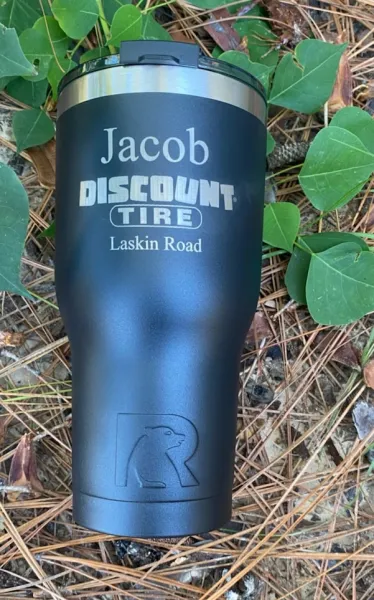 Jacob
DISCOUNT
TIRE
Laskin Road
R